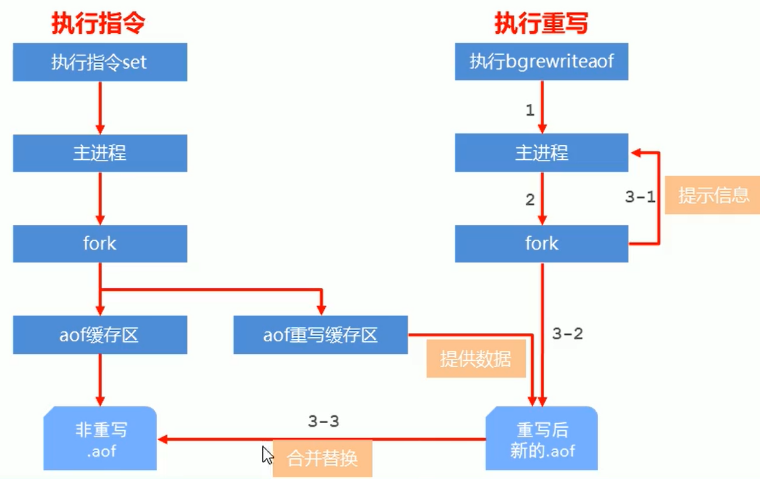 执行指令
执行重写
执行指令set
执行bgrewriteaof
1
主进程
主进程
2
3-1
提示信息
fork
fork
aof缓存区
aof重写缓存区
3-2
提供数据
非重写
.aof
3-3
合并替换
重写后
新的.aof